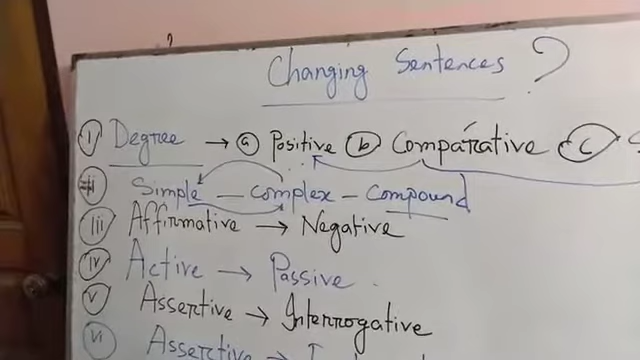 Changing Sentences ?
i Degree → a Positive b Comparative c S
ii Simple - complex - Compound
iii Affirmative → Negative
iv Active → Passive
v Assertive → Interrogative
vi Assertive →